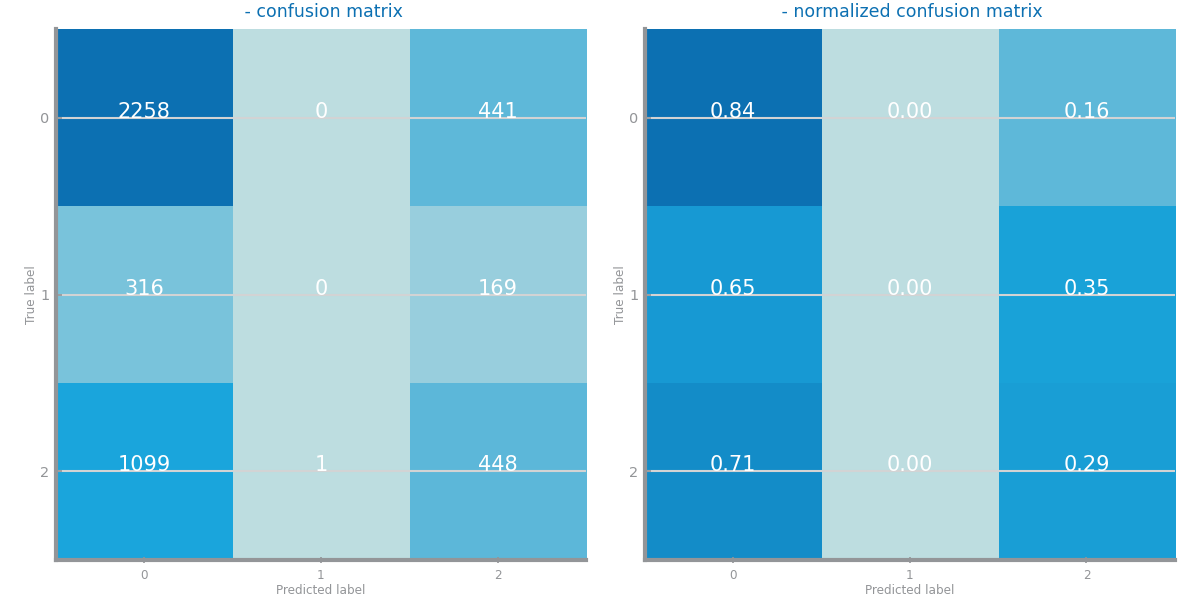 - confusion matrix
2258 0 441
316 0 169
1099 1 448
0
1
2
True label
0 1 2
Predicted label
- normalized confusion matrix
0.84 0.00 0.16
0.65 0.00 0.35
0.71 0.00 0.29
0
1
2
True label
0 1 2
Predicted label